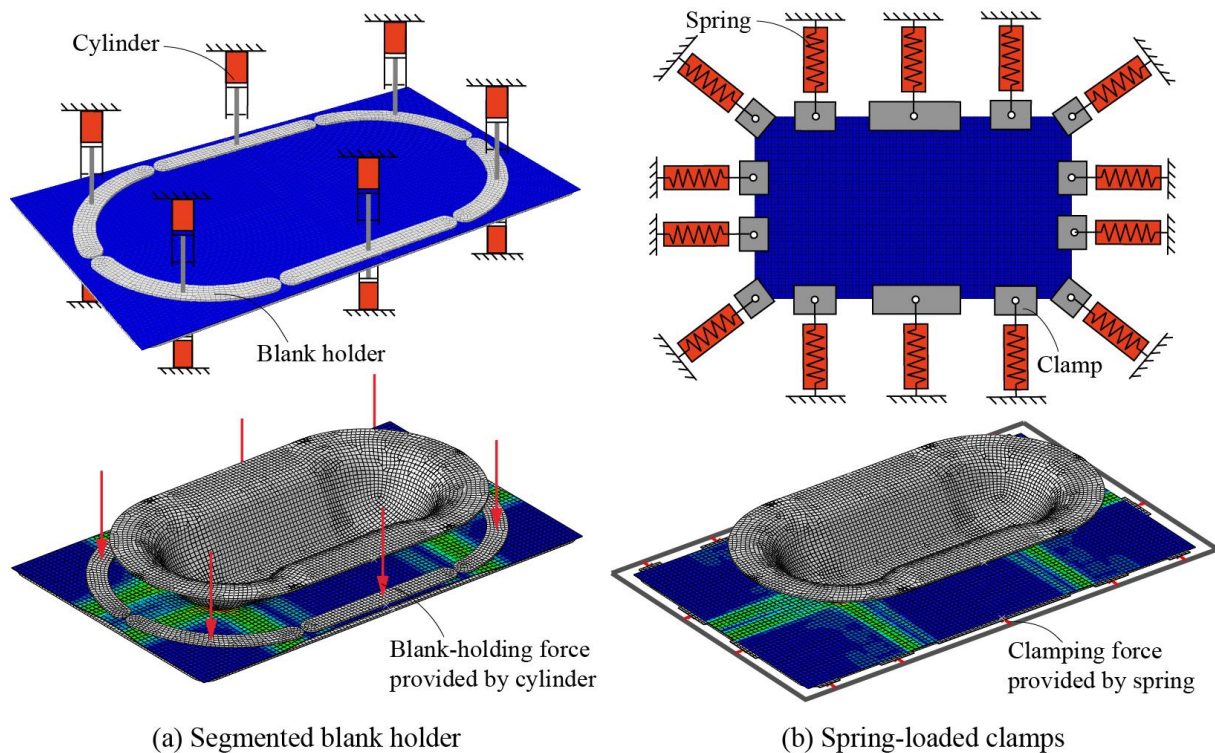 Cylinder
Blank holder
Blank-holding force
provided by cylinder
(a) Segmented blank holder
Spring
Clamp
Clamping force
provided by spring
(b) Spring-loaded clamps